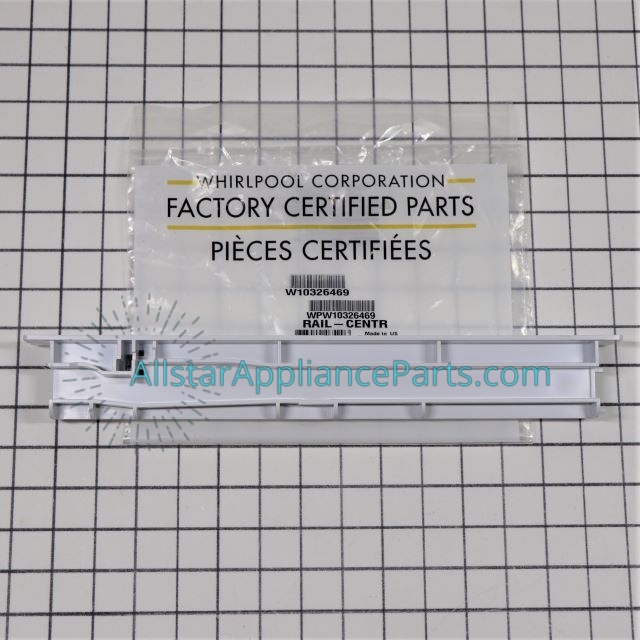 WHIRLPOOL CORPORATION
FACTORY CERTIFIED PARTS
PIÈCES CERTIFIÉES
W10326469
WPW10326469
RAIL-CENTR
Made in US
AllstarApplianceParts.com